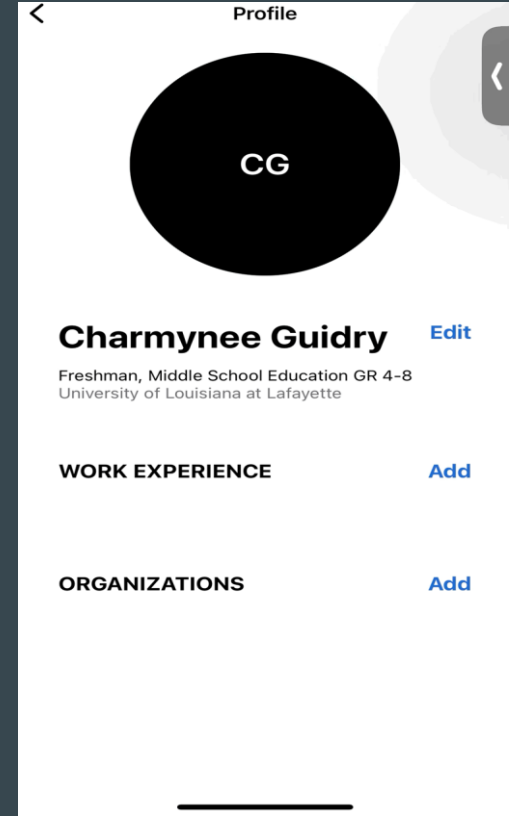 Profile
CG
Charmynee Guidry
Edit
Freshman, Middle School Education GR 4-8
University of Louisiana at Lafayette
WORK EXPERIENCE
Add
ORGANIZATIONS
Add